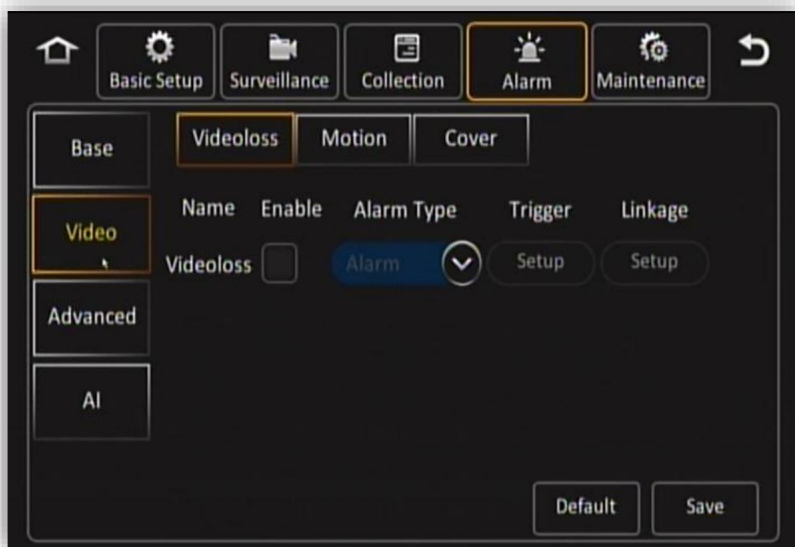 Basic Setup Surveillance Collection Alarm Maintenance
Base
Videoloss Motion Cover
Name Enable Alarm Type Trigger Linkage
Video
Videoloss Alarm Setup Setup
Advanced
AI
Default Save